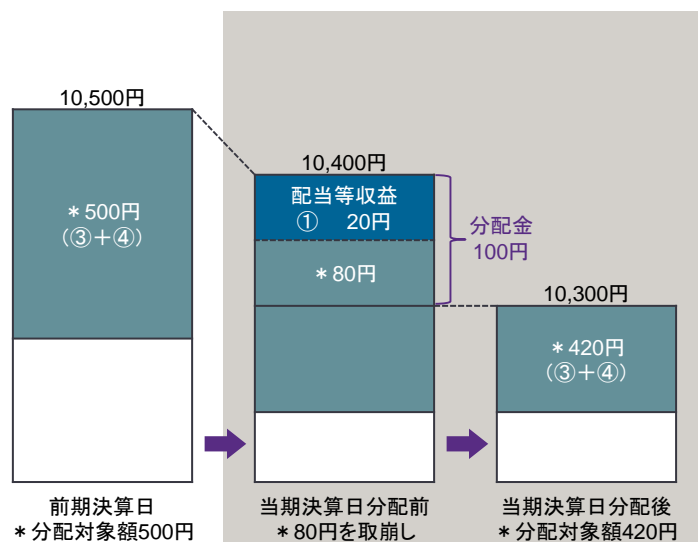 10,500円
10,400円
配当等収益
① 20円
分配金
100円
＊500円
(③＋④)
＊80円
10,300円
＊420円
(③＋④)
前期決算日
＊分配対象額500円
当期決算日分配前
＊80円を取崩し
当期決算日分配後
＊分配対象額420円